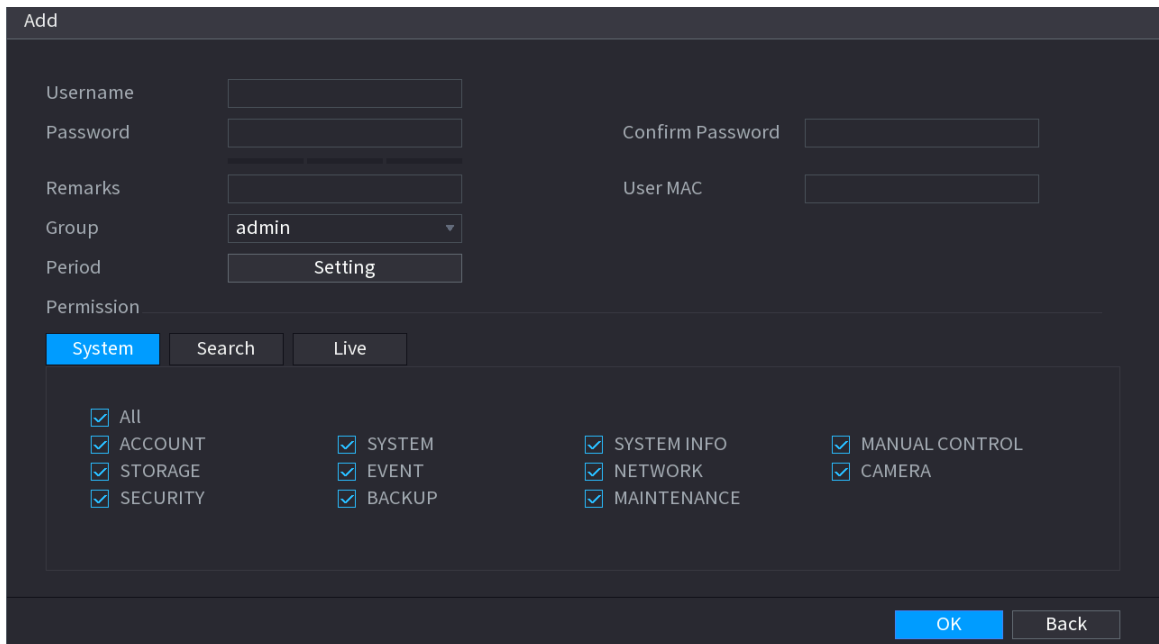 Add
Username
Password Confirm Password
Remarks User MAC
Group admin
Period Setting
Permission
System Search Live
All
ACCOUNT SYSTEM SYSTEM INFO MANUAL CONTROL
STORAGE EVENT NETWORK CAMERA
SECURITY BACKUP MAINTENANCE
OK Back